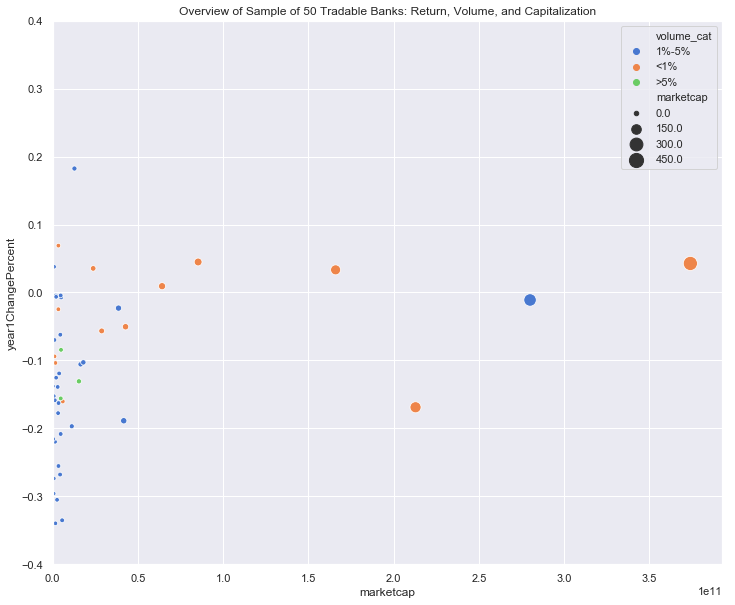 Overview of Sample of 50 Tradable Banks: Return, Volume, and Capitalization
volume_cat
1%-5%
<1%
>5%
marketcap
0.0
150.0
300.0
450.0
year1ChangePercent
0.4
0.3
0.2
0.1
0.0
−0.1
−0.2
−0.3
−0.4
0.0 0.5 1.0 1.5 2.0 2.5 3.0 3.5
1e11
marketcap